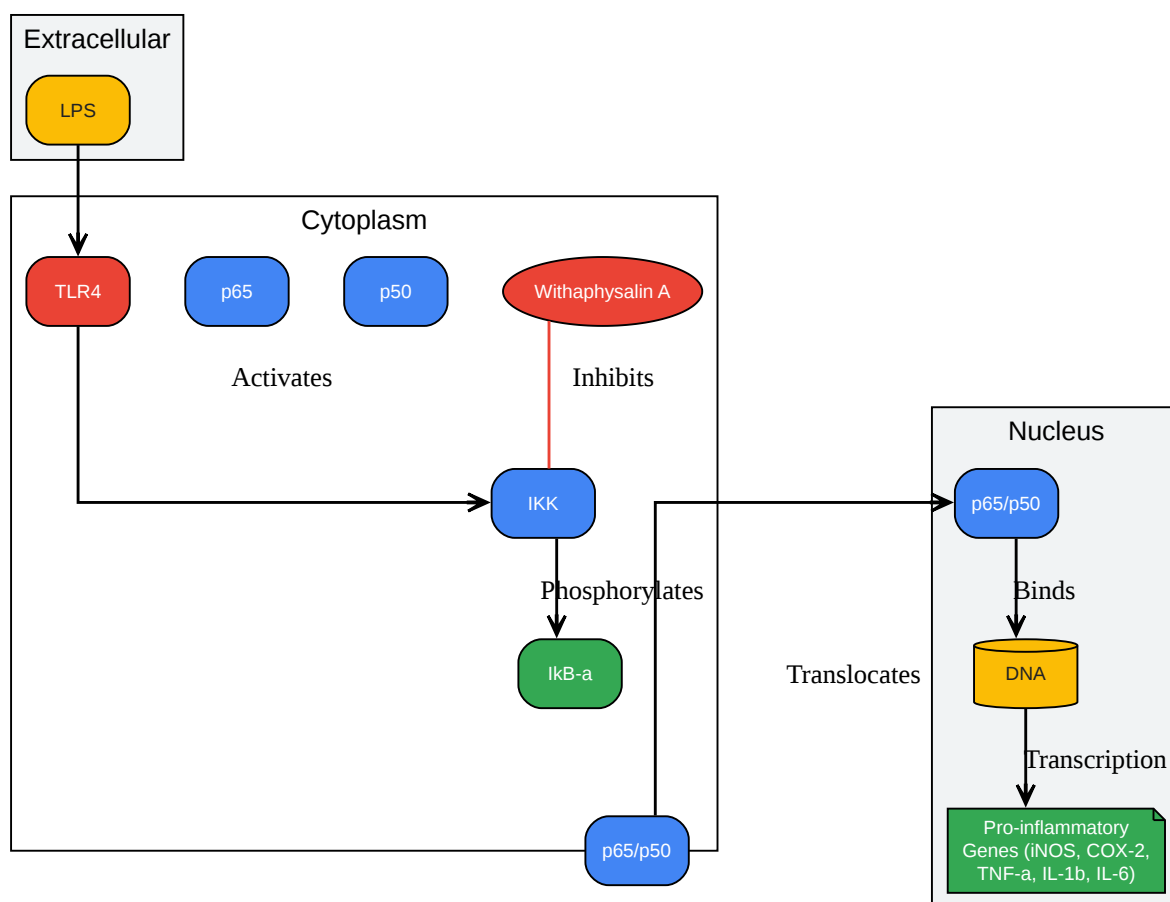 Extracellular
LPS
Cytoplasm
TLR4
p65
p50
Withaphysalin A
Activates
Inhibits
Nucleus
IKK
p65/p50
Phosphorylates
Binds
IkB-a
Translocates
DNA
Transcription
p65/p50
Pro-inflammatory
Genes (iNOS, COX-2,
TNF-a, IL-1b, IL-6)